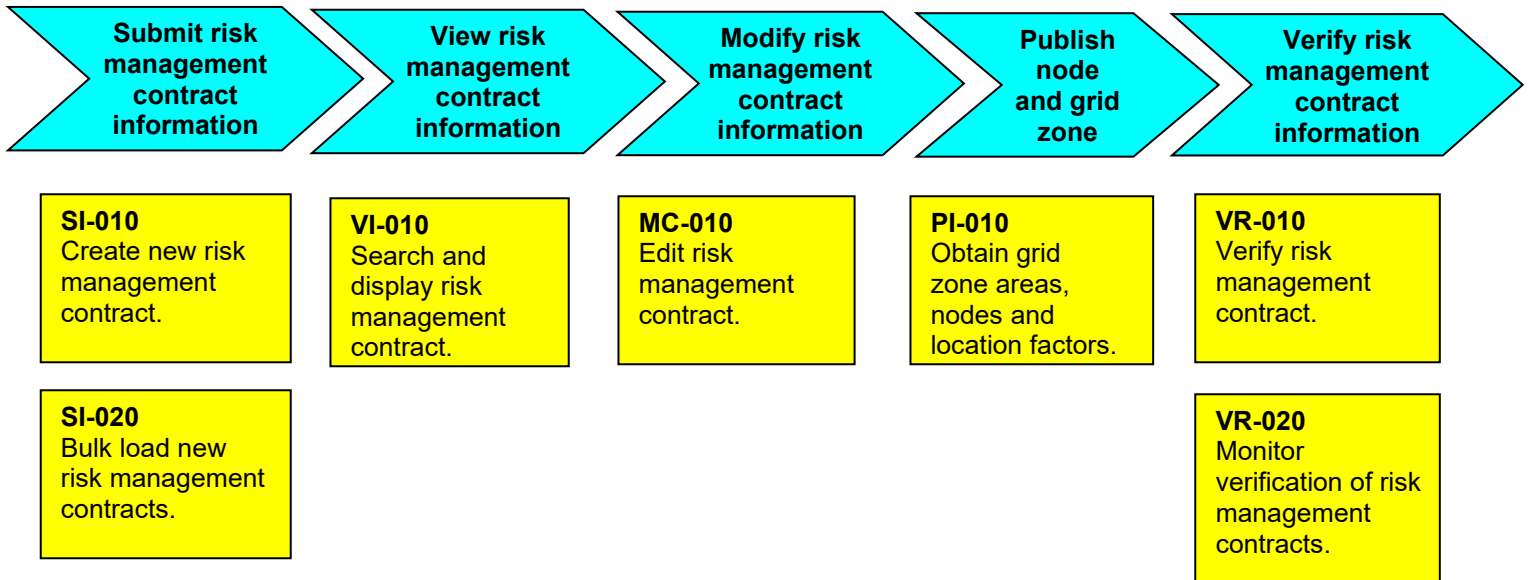 Submit risk
management
contract
information
View risk
management
contract
information
Modify risk
management
contract
information
Publish
node
and grid
zone
Verify risk
management
contract
information
SI-010
Create new risk
management
contract.
VI-010
Search and
display risk
management
contract.
MC-010
Edit risk
management
contract.
PI-010
Obtain grid
zone areas,
nodes and
location factors.
VR-010
Verify risk
management
contract.
SI-020
Bulk load new
risk management
contracts.
VR-020
Monitor
verification of risk
management
contracts.